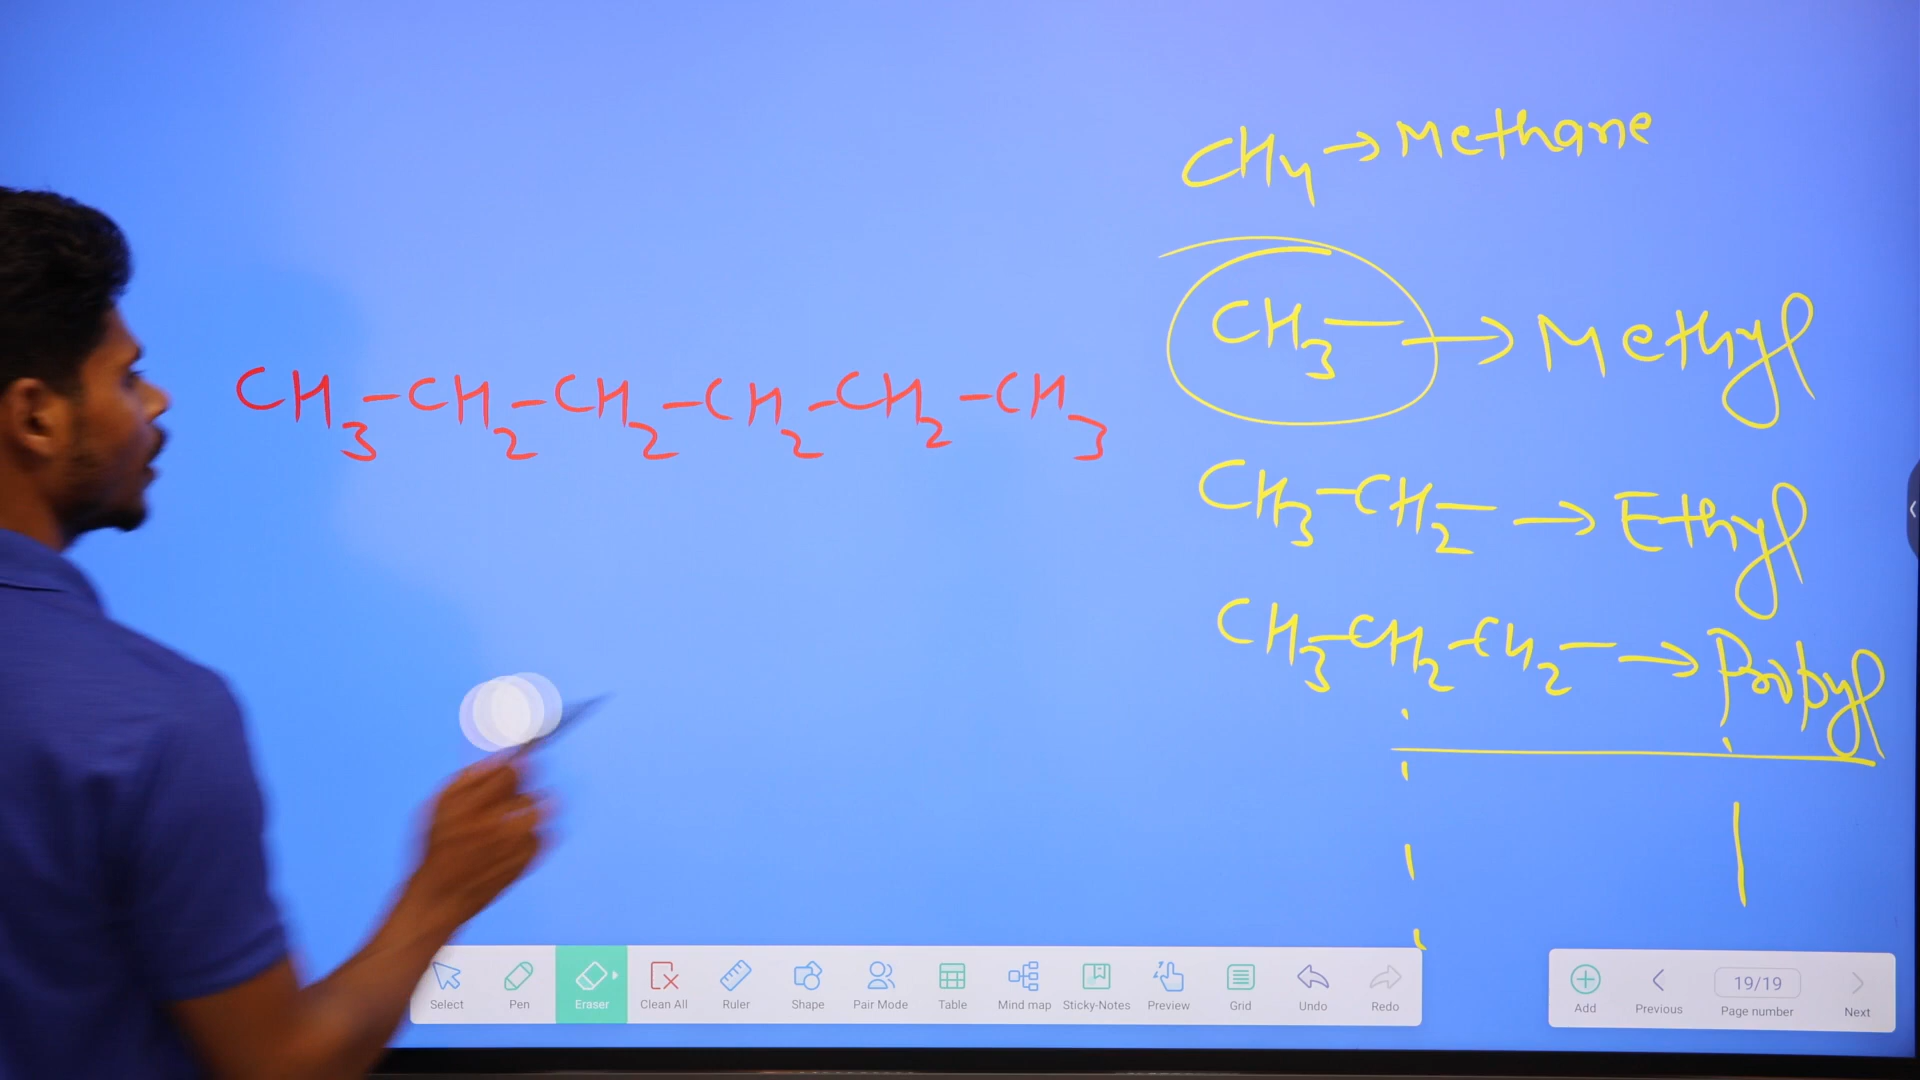 CH4 → Methane
CH3— → Methyl
CH3-CH2-CH2-CH2-CH2-CH3
CH3-CH2— → Ethyl
CH3-CH2-CH2— → Propyl
Select Pen Eraser Clean All Ruler Shape Pair Mode Table Mind map Sticky-Notes Preview Grid Undo Redo
Add Previous 19/19 Page number Next